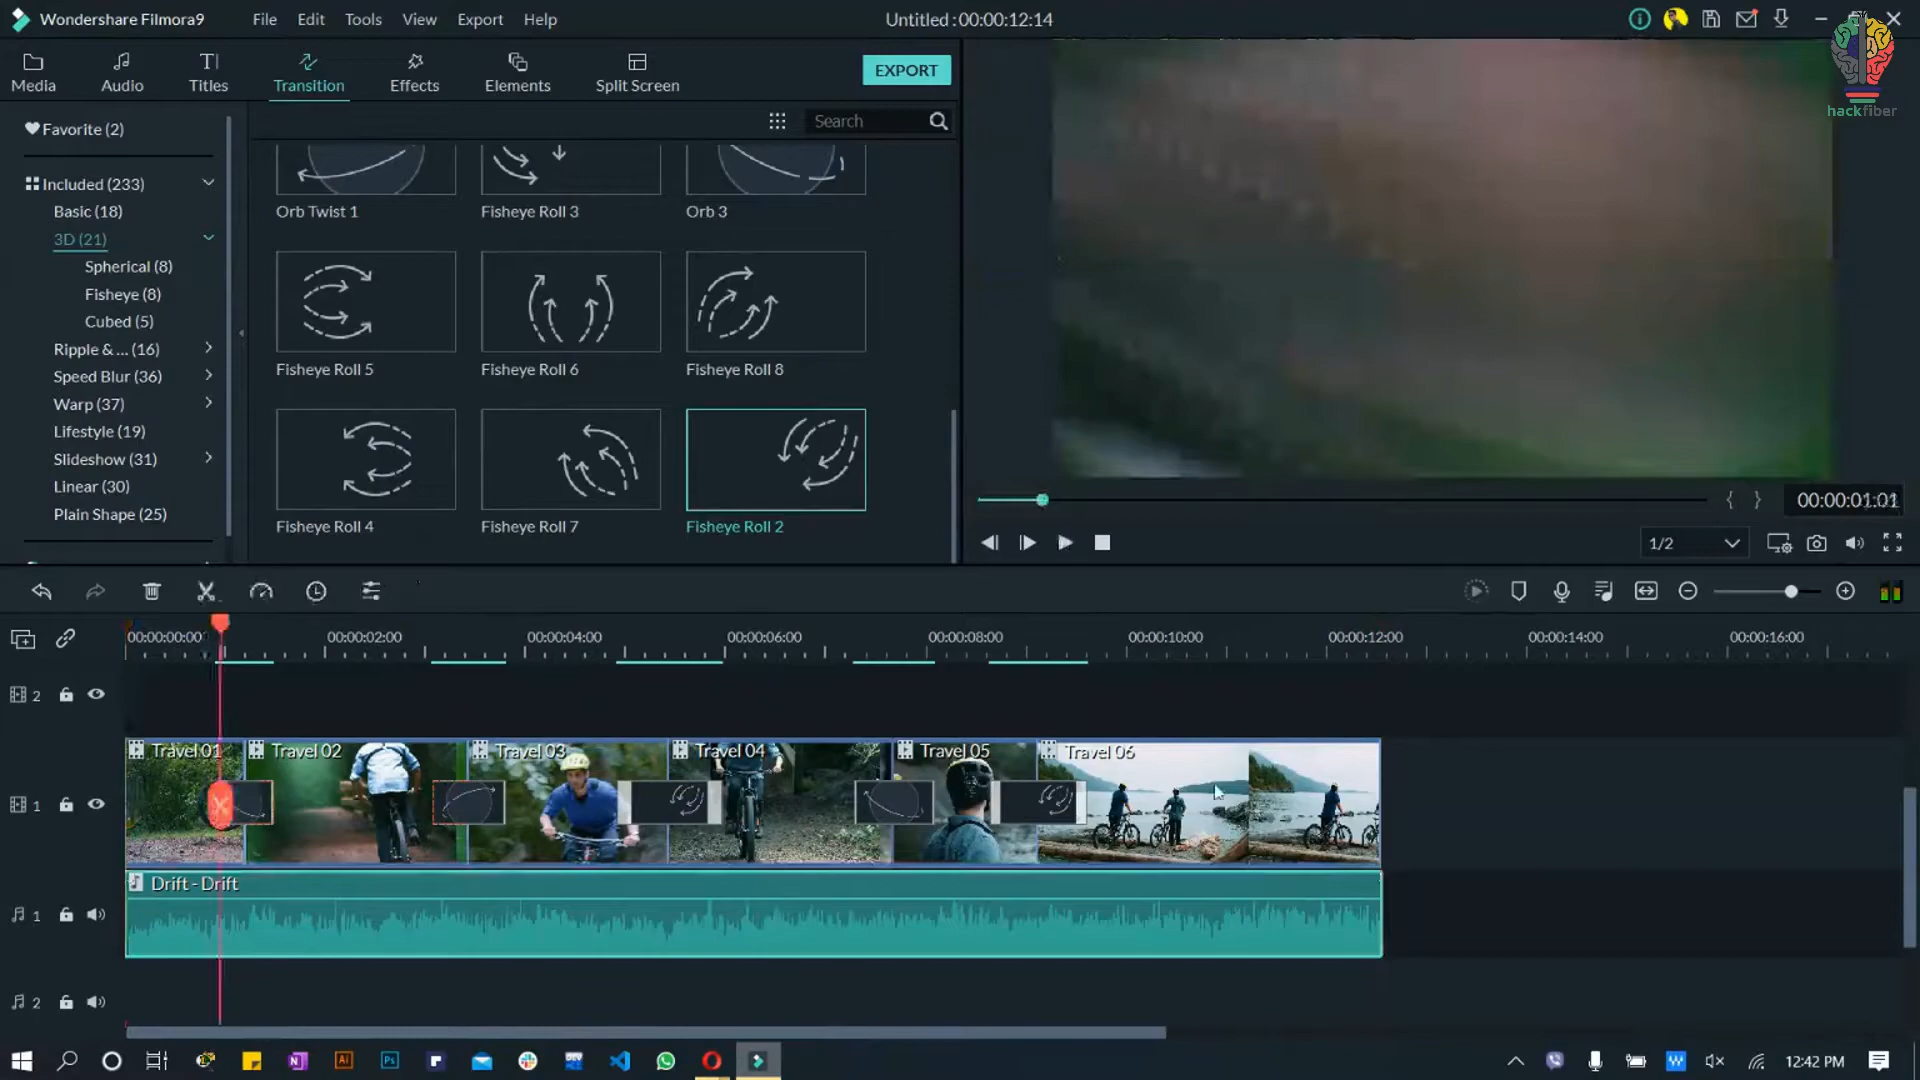 Wondershare Filmora9
File Edit Tools View Export Help
Untitled : 00:00:12:14
Media
Audio
Titles
Transition
Effects
Elements
Split Screen
EXPORT
hackfiber
Favorite (2)
Included (233)
Basic (18)
3D (21)
Spherical (8)
Fisheye (8)
Cubed (5)
Ripple & ... (16)
Speed Blur (36)
Warp (37)
Lifestyle (19)
Slideshow (31)
Linear (30)
Plain Shape (25)
Search
Orb Twist 1
Fisheye Roll 3
Orb 3
Fisheye Roll 5
Fisheye Roll 6
Fisheye Roll 8
Fisheye Roll 4
Fisheye Roll 7
Fisheye Roll 2
{ } 00:00:01:01
1/2
00:00:00:00 00:00:02:00 00:00:04:00 00:00:06:00 00:00:08:00 00:00:10:00 00:00:12:00 00:00:14:00 00:00:16:00
2
Travel 01 Travel 02 Travel 03 Travel 04 Travel 05 Travel 06
1
Drift - Drift
1
2
12:42 PM